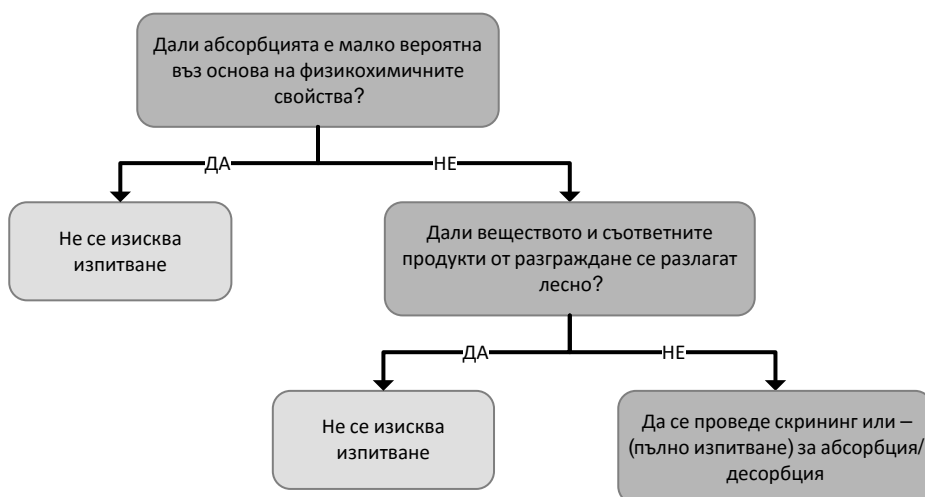 Дали абсорбцията е малко вероятна
въз основа на физикохимичните
свойства?
ДА
НЕ
Не се изисква
изпитване
Дали веществото и съответните
продукти от разграждане се разлагат
лесно?
ДА
НЕ
Не се изисква
изпитване
Да се проведе скрининг или –
(пълно изпитване) за абсорбция/
десорбция